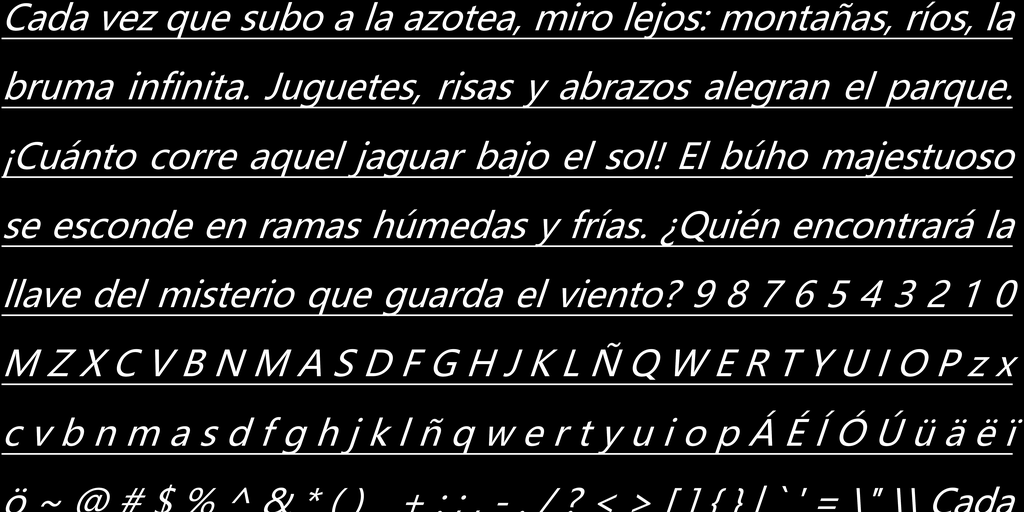 Cada vez que subo a la azotea, miro lejos: montañas, ríos, la
bruma infinita. Juguetes, risas y abrazos alegran el parque.
¡Cuánto corre aquel jaguar bajo el sol! El búho majestuoso
se esconde en ramas húmedas y frías. ¿Quién encontrará la
llave del misterio que guarda el viento? 9 8 7 6 5 4 3 2 1 0
M Z X C V B N M A S D F G H J K L Ñ Q W E R T Y U I O P z x
c v b n m a s d f g h j k l ñ q w e r t y u i o p Á É Í Ó Ú ü ä ë ï
ö ~ @ # $ % ^ & * ( ) _ + : ; , - . / ? < > [ ] { } | ` ' = \ " \\ Cada